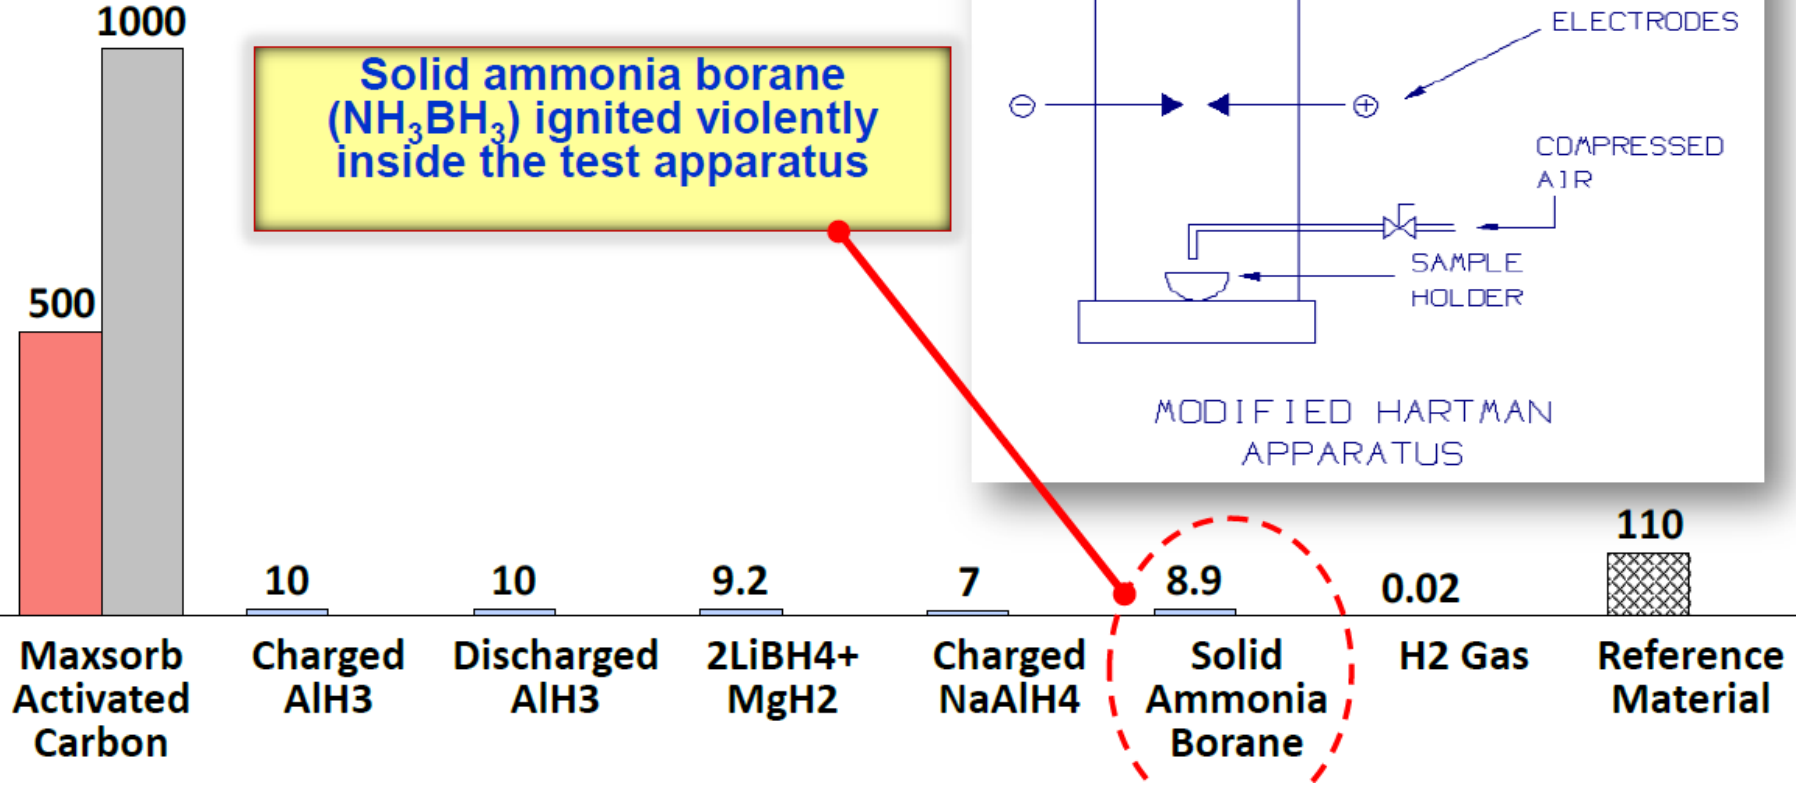 1000
500
Solid ammonia borane
(NH₃BH₃) ignited violently
inside the test apparatus
ELECTRODES
⊖
⊕
COMPRESSED
AIR
SAMPLE
HOLDER
MODIFIED HARTMAN
APPARATUS
10
10
9.2
7
8.9
0.02
110
Maxsorb
Activated
Carbon
Charged
AlH3
Discharged
AlH3
2LiBH4+
MgH2
Charged
NaAlH4
Solid
Ammonia
Borane
H2 Gas
Reference
Material